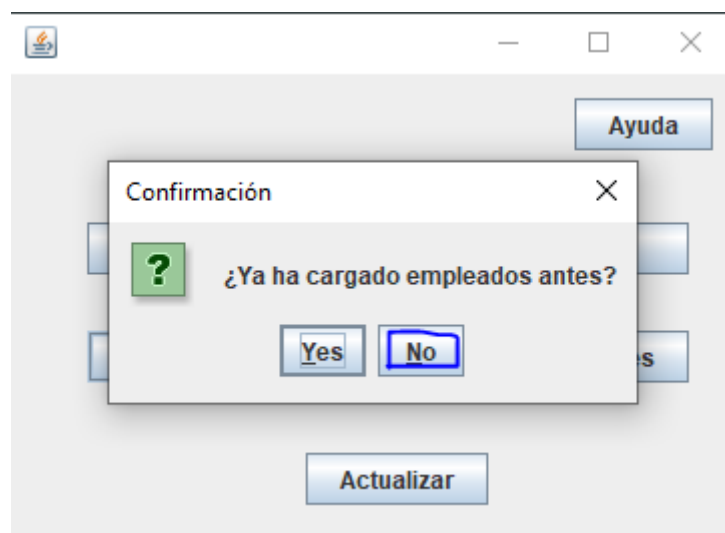 Ayuda
Confirmación
¿Ya ha cargado empleados antes?
Yes No
s
Actualizar